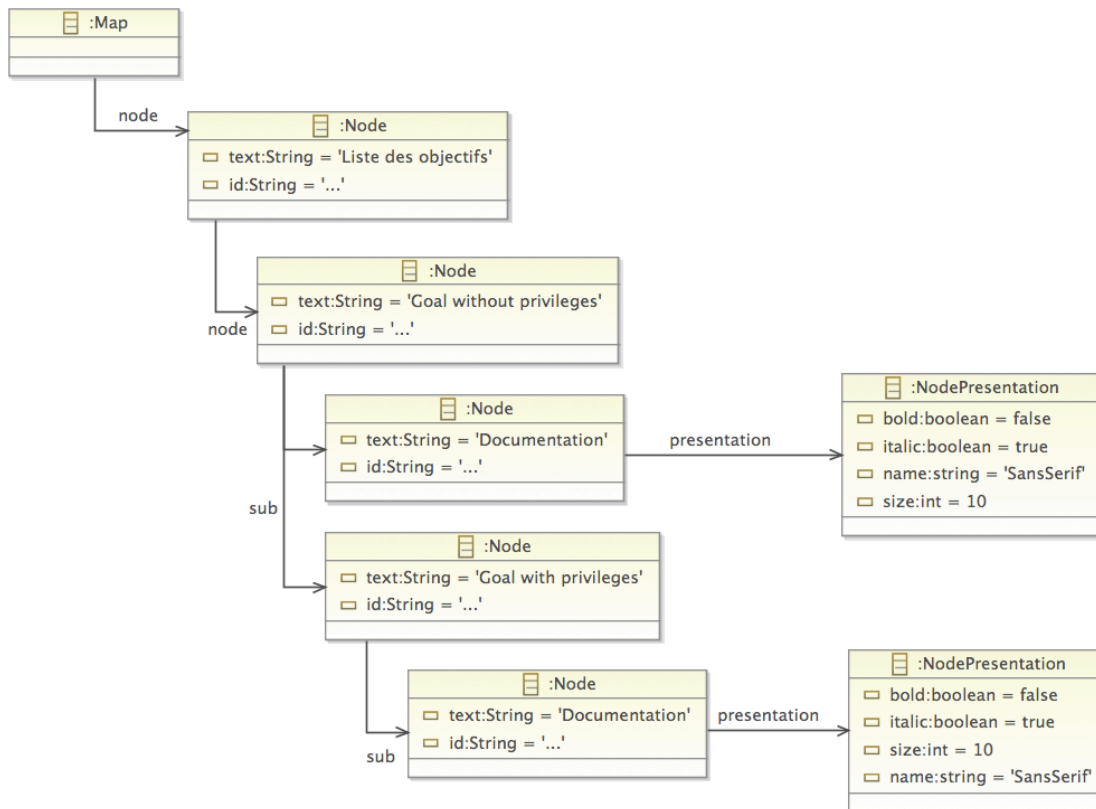 :Map
node
:Node
text:String = 'Liste des objectifs'
id:String = '...'
:Node
text:String = 'Goal without privileges'
id:String = '...'
node
:Node
text:String = 'Documentation'
id:String = '...'
presentation
:NodePresentation
bold:boolean = false
italic:boolean = true
name:string = 'SansSerif'
size:int = 10
sub
:Node
text:String = 'Goal with privileges'
id:String = '...'
:Node
text:String = 'Documentation'
id:String = '...'
sub
presentation
:NodePresentation
bold:boolean = false
italic:boolean = true
size:int = 10
name:string = 'SansSerif'